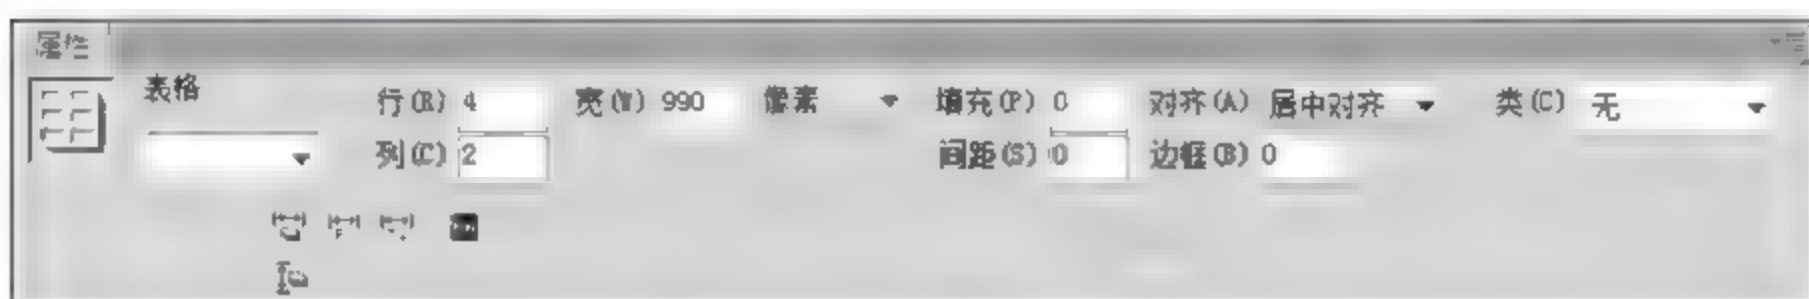 属性
表格 行(R) 4 宽(W) 990 像素 填充(P) 0 对齐(A) 居中对齐 类(C) 无
列(C) 2 间距(S) 0 边框(B) 0